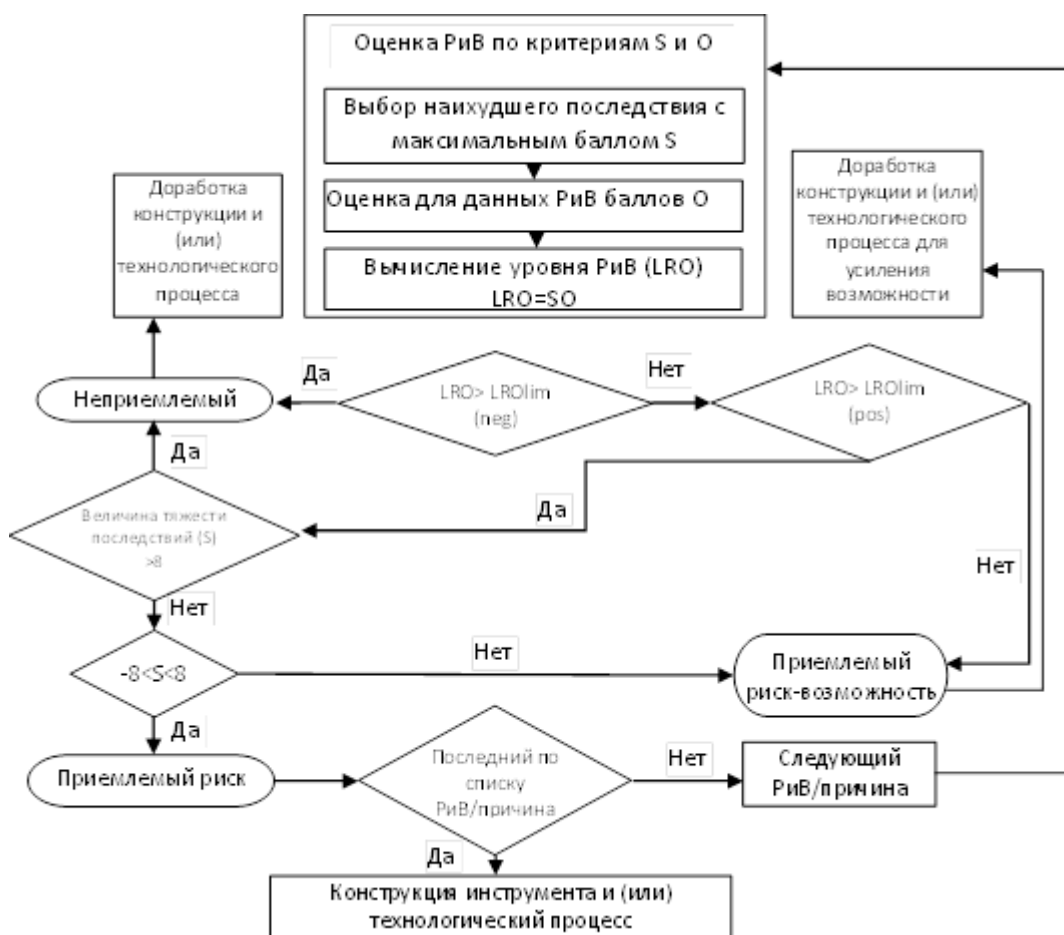 Оценка РиВ по критериям S и O
Выбор наихудшего последствия с
максимальным баллом S
Оценка для данных РиВ баллов O
Вычисление уровня РиВ (LRO)
LRO=SO
Доработка
конструкции и
(или)
технологического
процесса
Доработка
конструкции и (или)
технологического
процесса для
усиления
возможности
Неприемлемый
Да
LRO> LROlim
(neg)
Нет
LRO> LROlim
(pos)
Да
Величина тяжести
последствий (S)
>8
Да
Нет
Нет
-8<S<8
Нет
Приемлемый
риск-возможность
Да
Приемлемый риск
Последний по
списку
РиВ/причина
Нет
Следующий
РиВ/причина
Да
Конструкция инструмента и (или)
технологический процесс